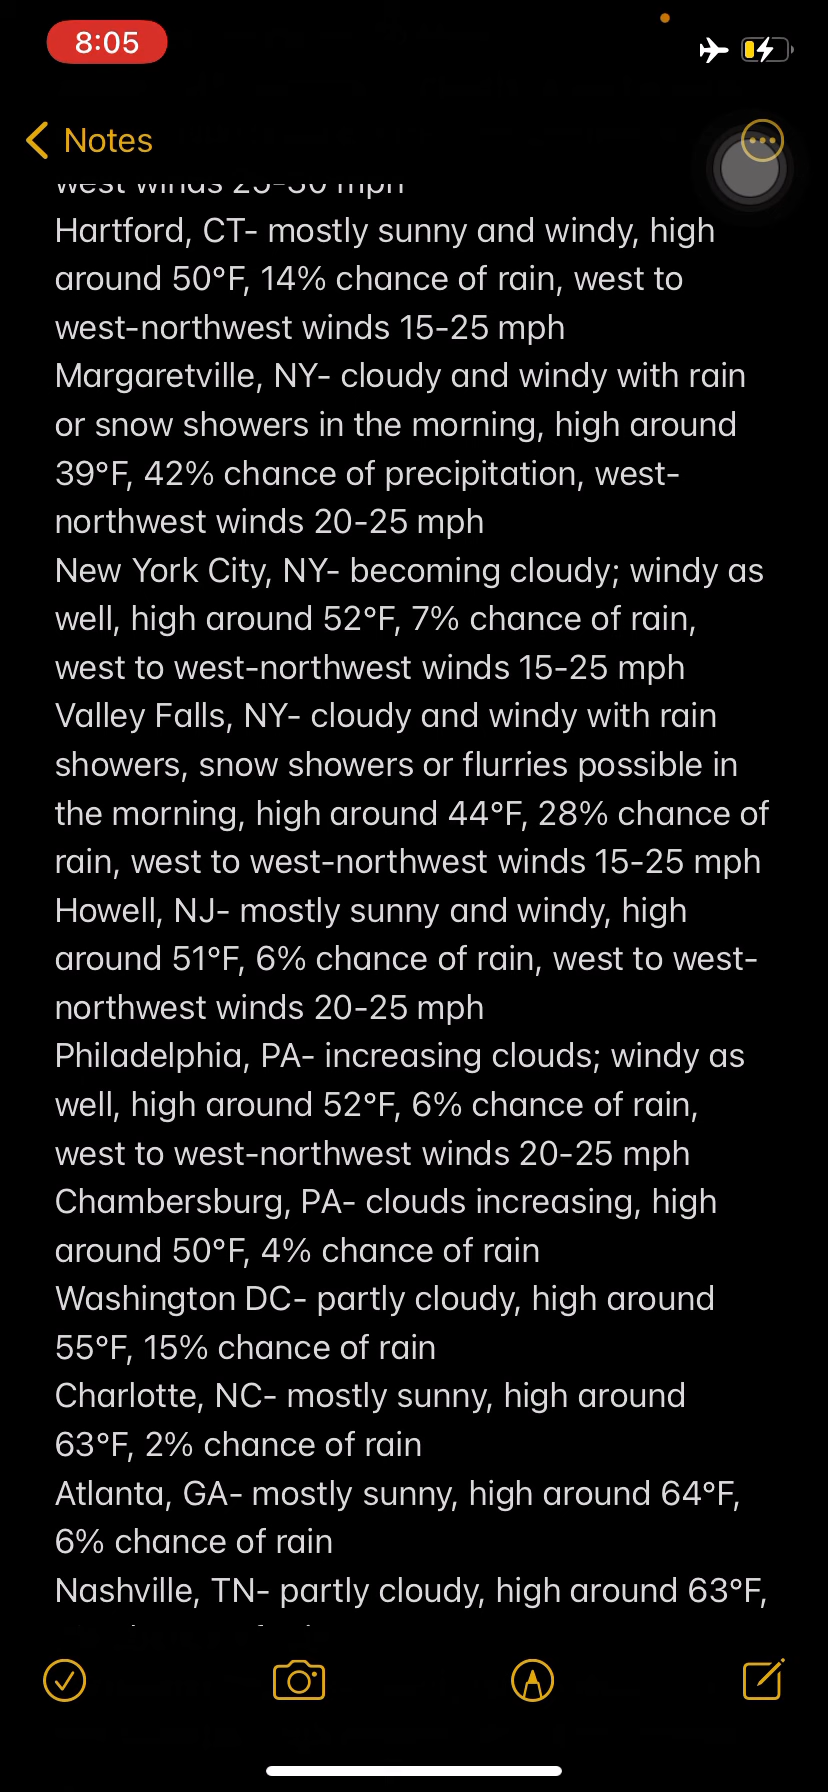 8:05
Notes
west winds 25-30 mph
Hartford, CT- mostly sunny and windy, high
around 50°F, 14% chance of rain, west to
west-northwest winds 15-25 mph
Margaretville, NY- cloudy and windy with rain
or snow showers in the morning, high around
39°F, 42% chance of precipitation, west-
northwest winds 20-25 mph
New York City, NY- becoming cloudy; windy as
well, high around 52°F, 7% chance of rain,
west to west-northwest winds 15-25 mph
Valley Falls, NY- cloudy and windy with rain
showers, snow showers or flurries possible in
the morning, high around 44°F, 28% chance of
rain, west to west-northwest winds 15-25 mph
Howell, NJ- mostly sunny and windy, high
around 51°F, 6% chance of rain, west to west-
northwest winds 20-25 mph
Philadelphia, PA- increasing clouds; windy as
well, high around 52°F, 6% chance of rain,
west to west-northwest winds 20-25 mph
Chambersburg, PA- clouds increasing, high
around 50°F, 4% chance of rain
Washington DC- partly cloudy, high around
55°F, 15% chance of rain
Charlotte, NC- mostly sunny, high around
63°F, 2% chance of rain
Atlanta, GA- mostly sunny, high around 64°F,
6% chance of rain
Nashville, TN- partly cloudy, high around 63°F,